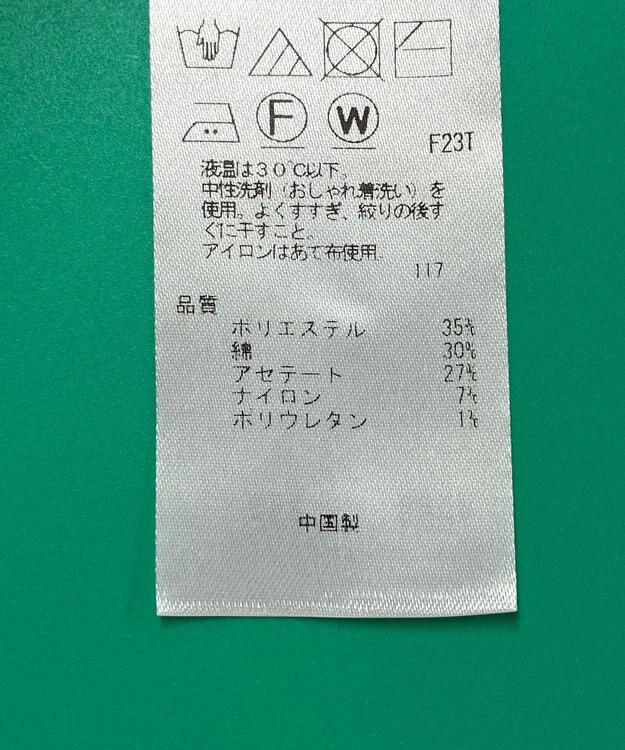 F W
F23T
液温は30℃以下。
中性洗剤（おしゃれ着洗い）を
使用。よくすすぎ、絞りの後す
ぐに干すこと。
アイロンはあて布使用。
117
品質
ポリエステル 35%
綿 30%
アセテート 27%
ナイロン 7%
ポリウレタン 1%
中国製